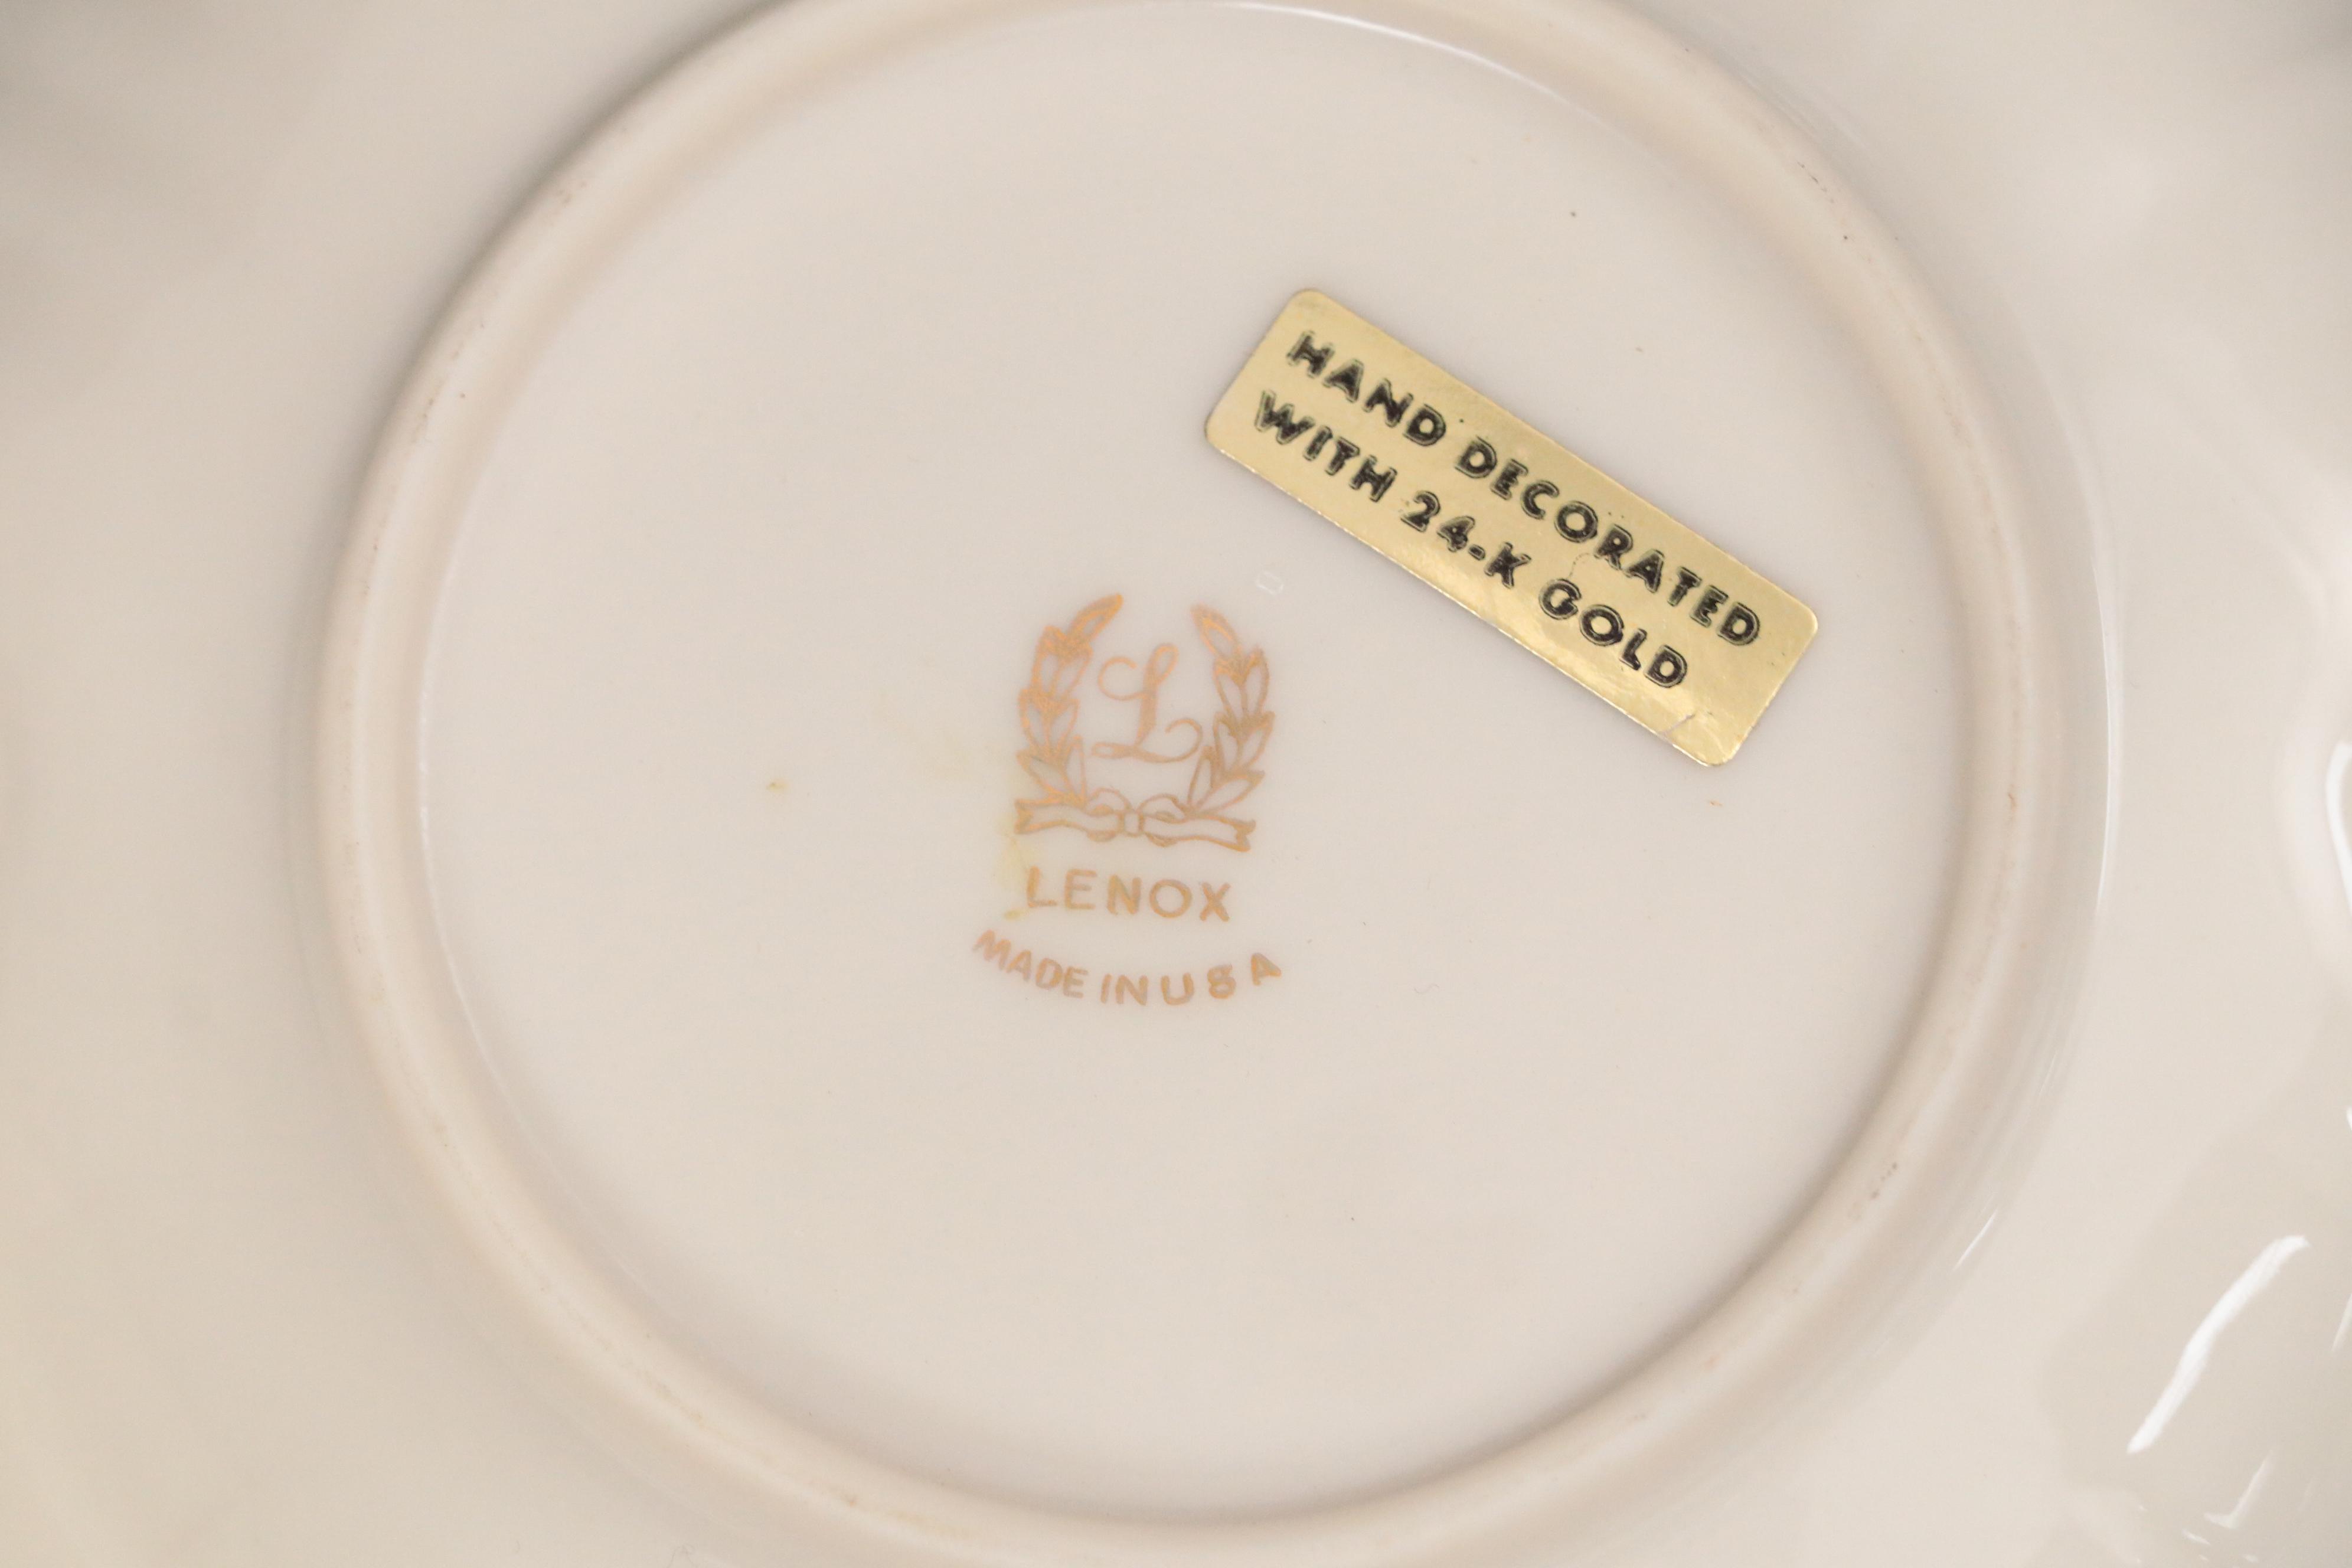 HAND DECORATED
WITH 24-K GOLD
L
LENOX
MADE IN USA